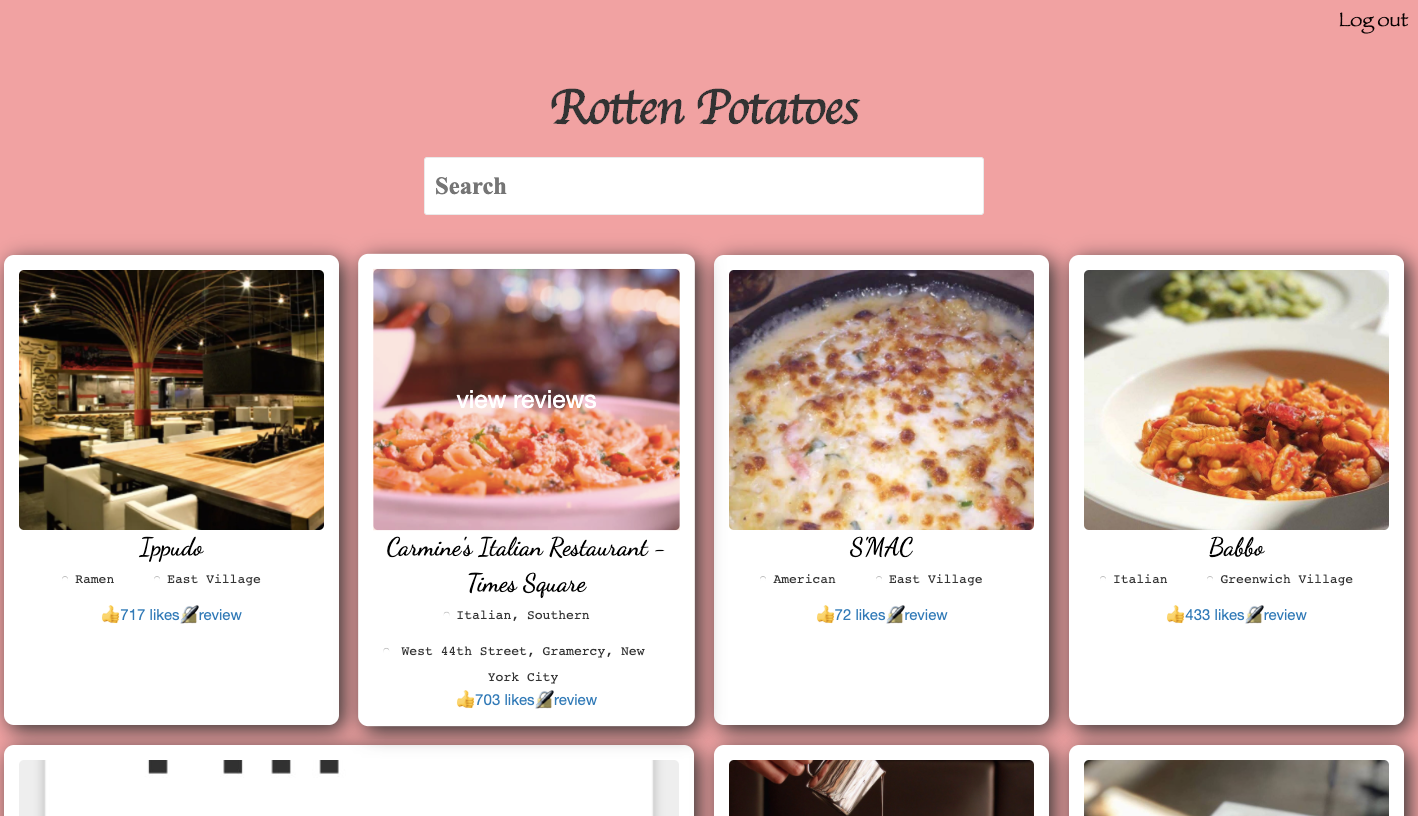 Log out
Rotten Potatoes
Search
view reviews
Ippudo
Ramen East Village
717 likes review
Carmine's Italian Restaurant -
Times Square
Italian, Southern
West 44th Street, Gramercy, New
York City
703 likes review
S'MAC
American East Village
72 likes review
Babbo
Italian Greenwich Village
433 likes review